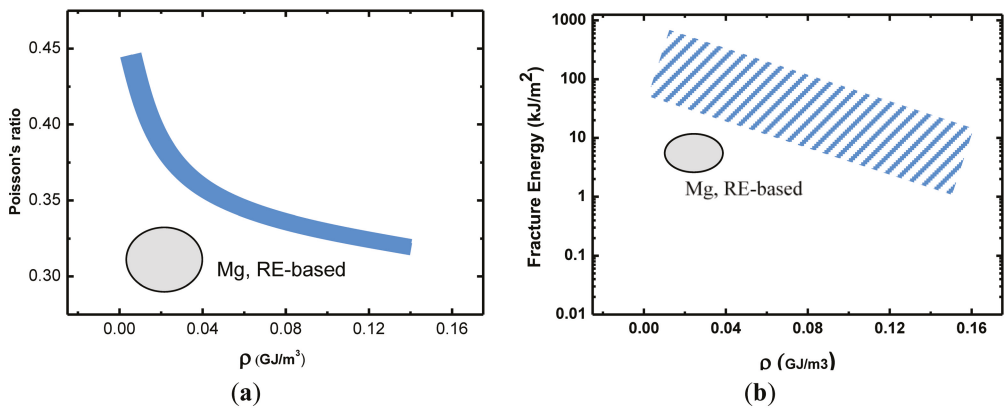 0.45
0.40
0.35
0.30
Poisson's ratio
Mg, RE-based
0.00 0.04 0.08 0.12 0.16
ρ (GJ/m³)
(a)
1000
100
10
1
0.1
0.01
Fracture Energy (kJ/m²)
Mg, RE-based
0.00 0.04 0.08 0.12 0.16
ρ (GJ/m3)
(b)